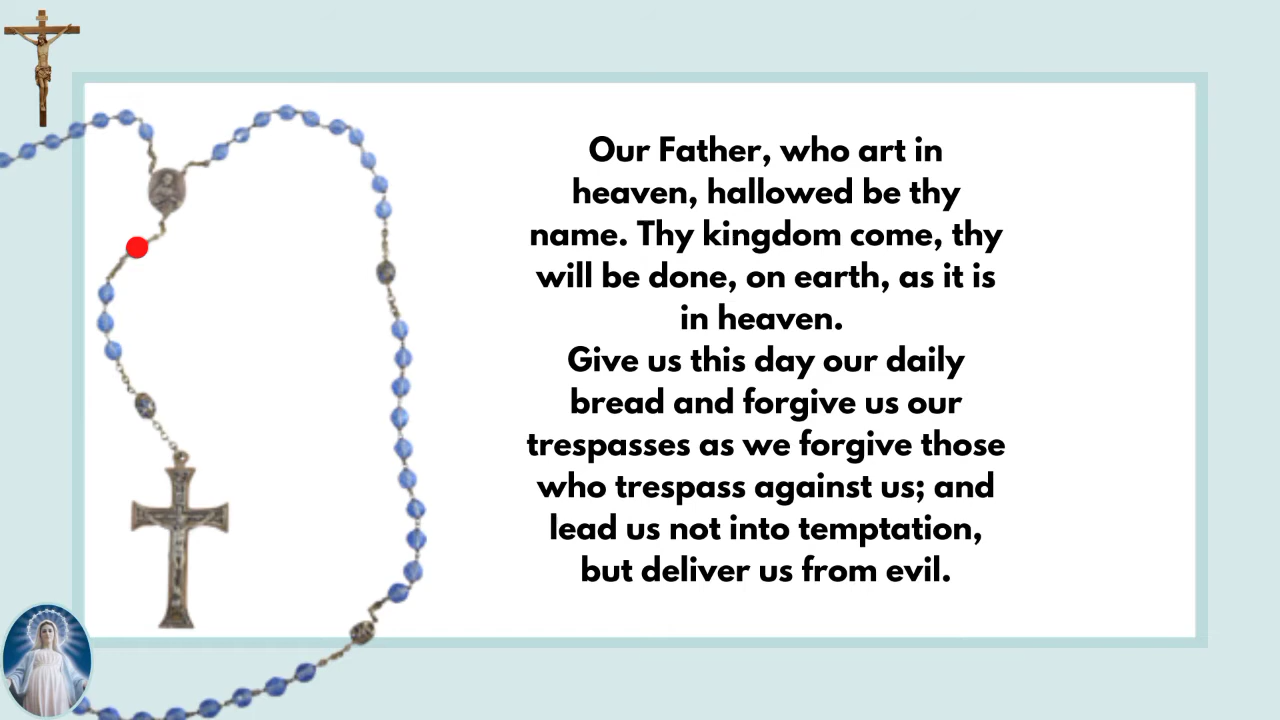 Our Father, who art in
heaven, hallowed be thy
name. Thy kingdom come, thy
will be done, on earth, as it is
in heaven.
Give us this day our daily
bread and forgive us our
trespasses as we forgive those
who trespass against us; and
lead us not into temptation,
but deliver us from evil.